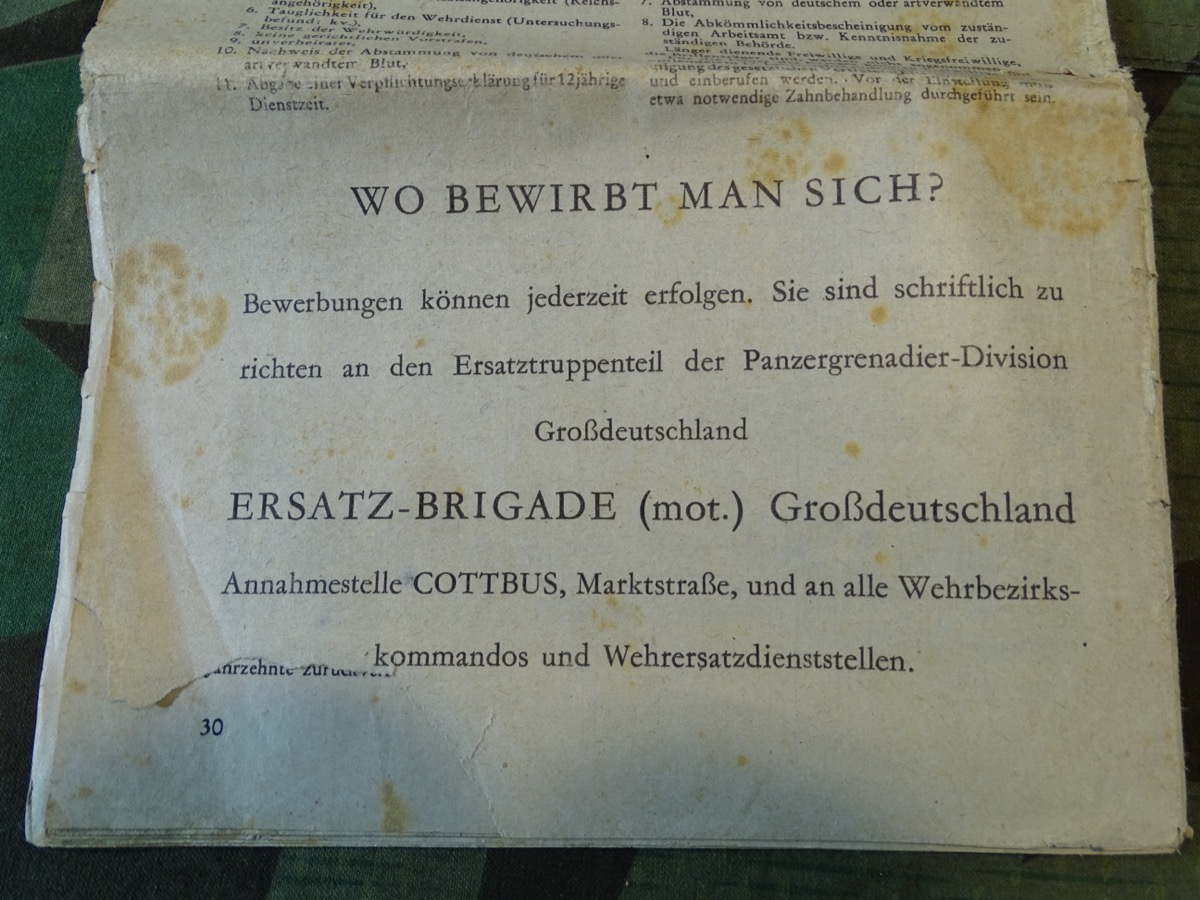 angehörigkeit),
6. Tauglichkeit für den Wehrdienst (Untersuchungs-
befund: kv.),
7. Besitz der Wehrwürdigkeit,
8. keine gerichtlichen Vorstrafen,
9. unverheiratet,
10. Nachweis der Abstammung von deutschem oder
artverwandtem Blut,
11. Abgabe einer Verpflichtungserklärung für 12jährige
Dienstzeit.
7. Abstammung von deutschem oder artverwandtem
Blut,
8. Die Abkömmlichkeitsbescheinigung vom zustän-
digen Arbeitsamt bzw. Kenntnisnahme der zu-
ständigen Behörde.
Länger dienende Freiwillige und Kriegsfreiwillige,
und einberufen werden. Vor der Einstellung
etwa notwendige Zahnbehandlung durchgeführt sein.
WO BEWIRBT MAN SICH?
Bewerbungen können jederzeit erfolgen. Sie sind schriftlich zu
richten an den Ersatztruppenteil der Panzergrenadier-Division
Großdeutschland
ERSATZ-BRIGADE (mot.) Großdeutschland
Annahmestelle COTTBUS, Marktstraße, und an alle Wehrbezirks-
kommandos und Wehrersatzdienststellen.
30